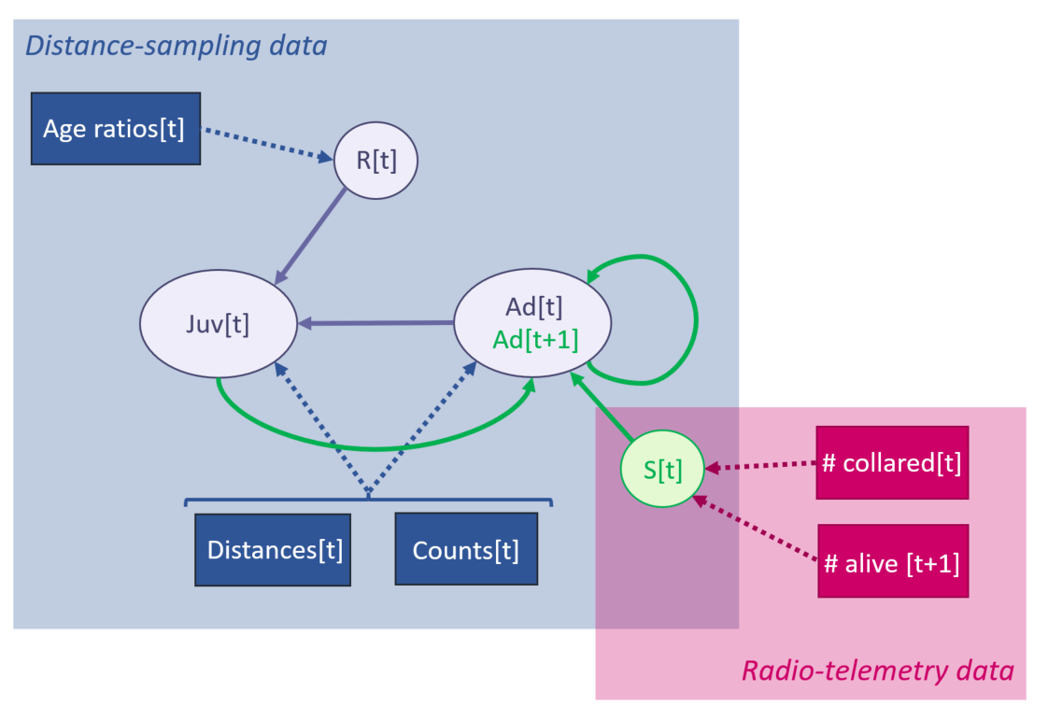 Distance-sampling data
Age ratios[t]
R[t]
Juv[t]
Ad[t]
Ad[t+1]
S[t]
# collared[t]
Distances[t]
Counts[t]
# alive [t+1]
Radio-telemetry data